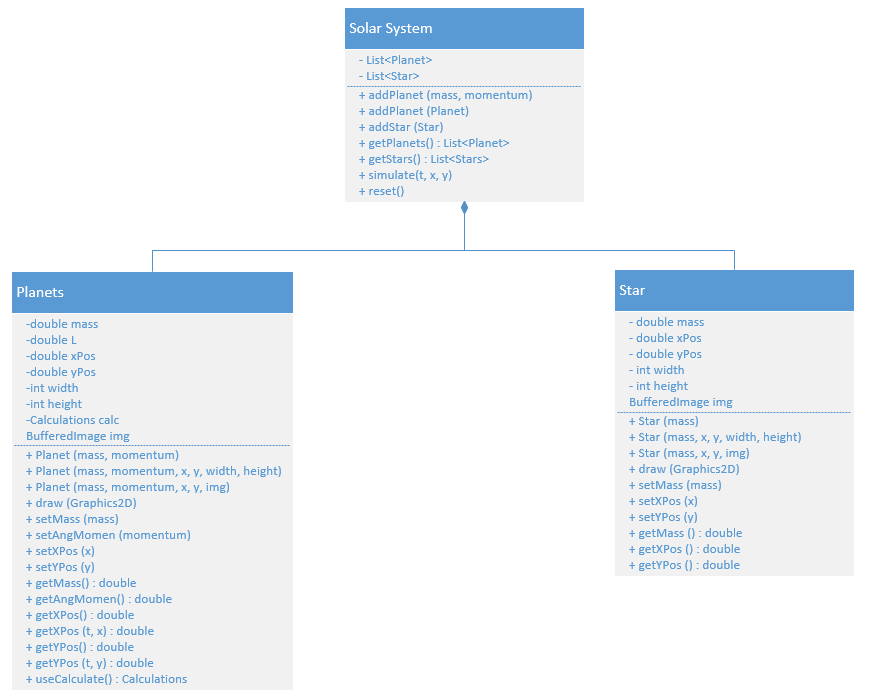 Solar System
- List<Planet>
- List<Star>
+ addPlanet (mass, momentum)
+ addPlanet (Planet)
+ addStar (Star)
+ getPlanets() : List<Planet>
+ getStars() : List<Stars>
+ simulate(t, x, y)
+ reset()
Planets
-double mass
-double L
-double xPos
-double yPos
-int width
-int height
-Calculations calc
BufferedImage img
+ Planet (mass, momentum)
+ Planet (mass, momentum, x, y, width, height)
+ Planet (mass, momentum, x, y, img)
+ draw (Graphics2D)
+ setMass (mass)
+ setAngMomen (momentum)
+ setXPos (x)
+ setYPos (y)
+ getMass() : double
+ getAngMomen() : double
+ getXPos() : double
+ getXPos (t, x) : double
+ getYPos() : double
+ getYPos (t, y) : double
+ useCalculate() : Calculations
Star
- double mass
- double xPos
- double yPos
- int width
- int height
BufferedImage img
+ Star (mass)
+ Star (mass, x, y, width, height)
+ Star (mass, x, y, img)
+ draw (Graphics2D)
+ setMass (mass)
+ setXPos (x)
+ setYPos (y)
+ getMass () : double
+ getXPos () : double
+ getYPos () : double